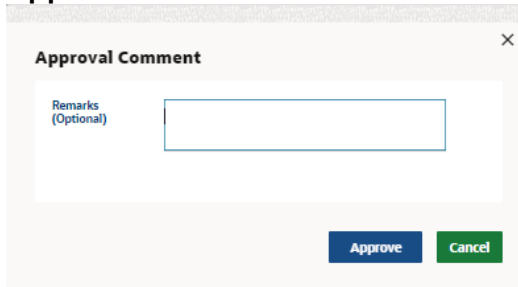 Approval Comment
Remarks
(Optional)
Approve
Cancel